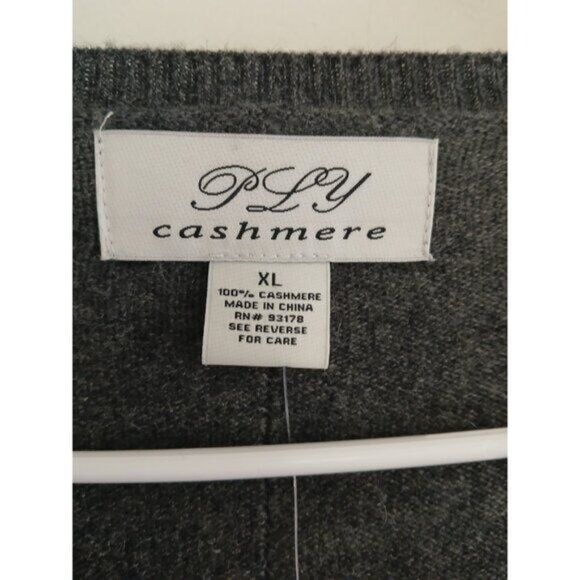 PLY
cashmere
XL
100% CASHMERE
MADE IN CHINA
RN# 93178
SEE REVERSE
FOR CARE